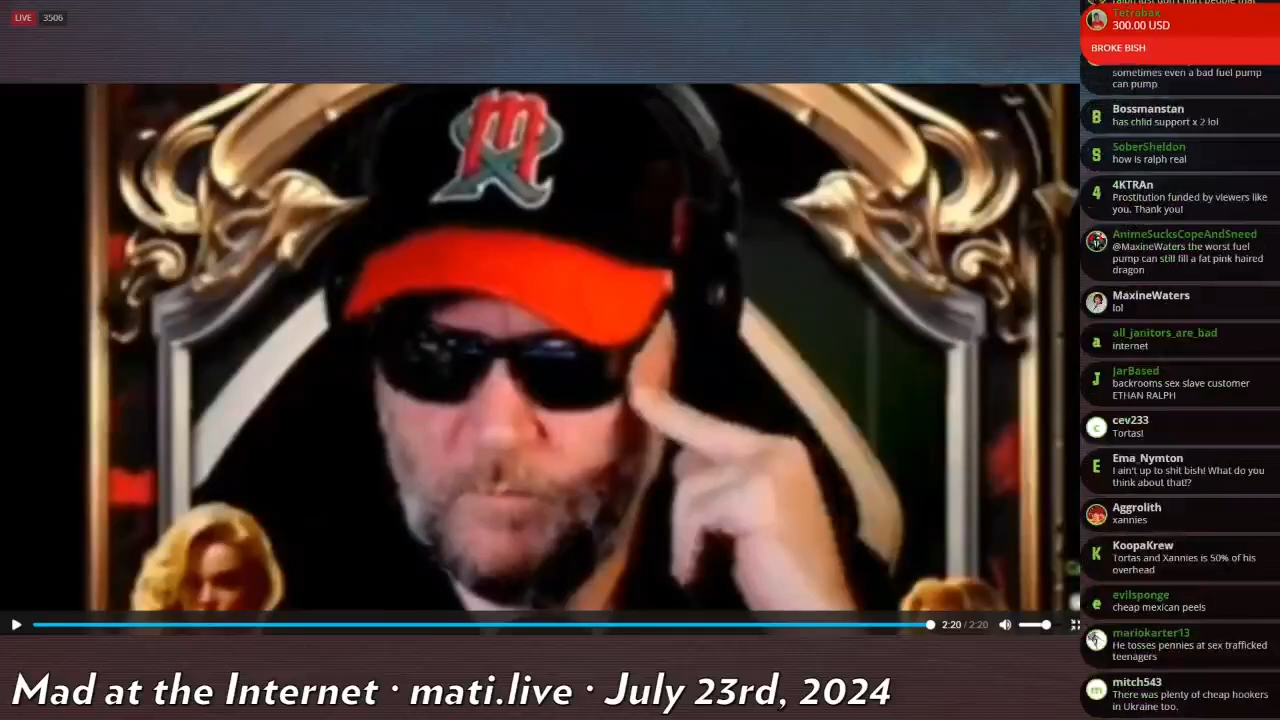 LIVE 3506
Tetrabax
300.00 USD
BROKE BISH
sometimes even a bad fuel pump
can pump
B
Bossmanstan
has chlid support x 2 lol
S
SoberSheldon
how is ralph real
4
4KTRAn
Prostitution funded by viewers like
you. Thank you!
AnimeSucksCopeAndSneed
@MaxineWaters the worst fuel
pump can still fill a fat pink haired
dragon
MaxineWaters
lol
a
all_janitors_are_bad
internet
J
JarBased
backrooms sex slave customer
ETHAN RALPH
c
cev233
Tortas!
E
Ema_Nymton
I ain't up to shit bish! What do you
think about that!?
Aggrolith
xannies
K
KoopaKrew
Tortas and Xannies is 50% of his
overhead
e
evilsponge
cheap mexican peels
mariokarter13
He tosses pennies at sex trafficked
teenagers
m
mitch543
There was plenty of cheap hookers
in Ukraine too.
2:20 / 2:20
Mad at the Internet · mati.live · July 23rd, 2024